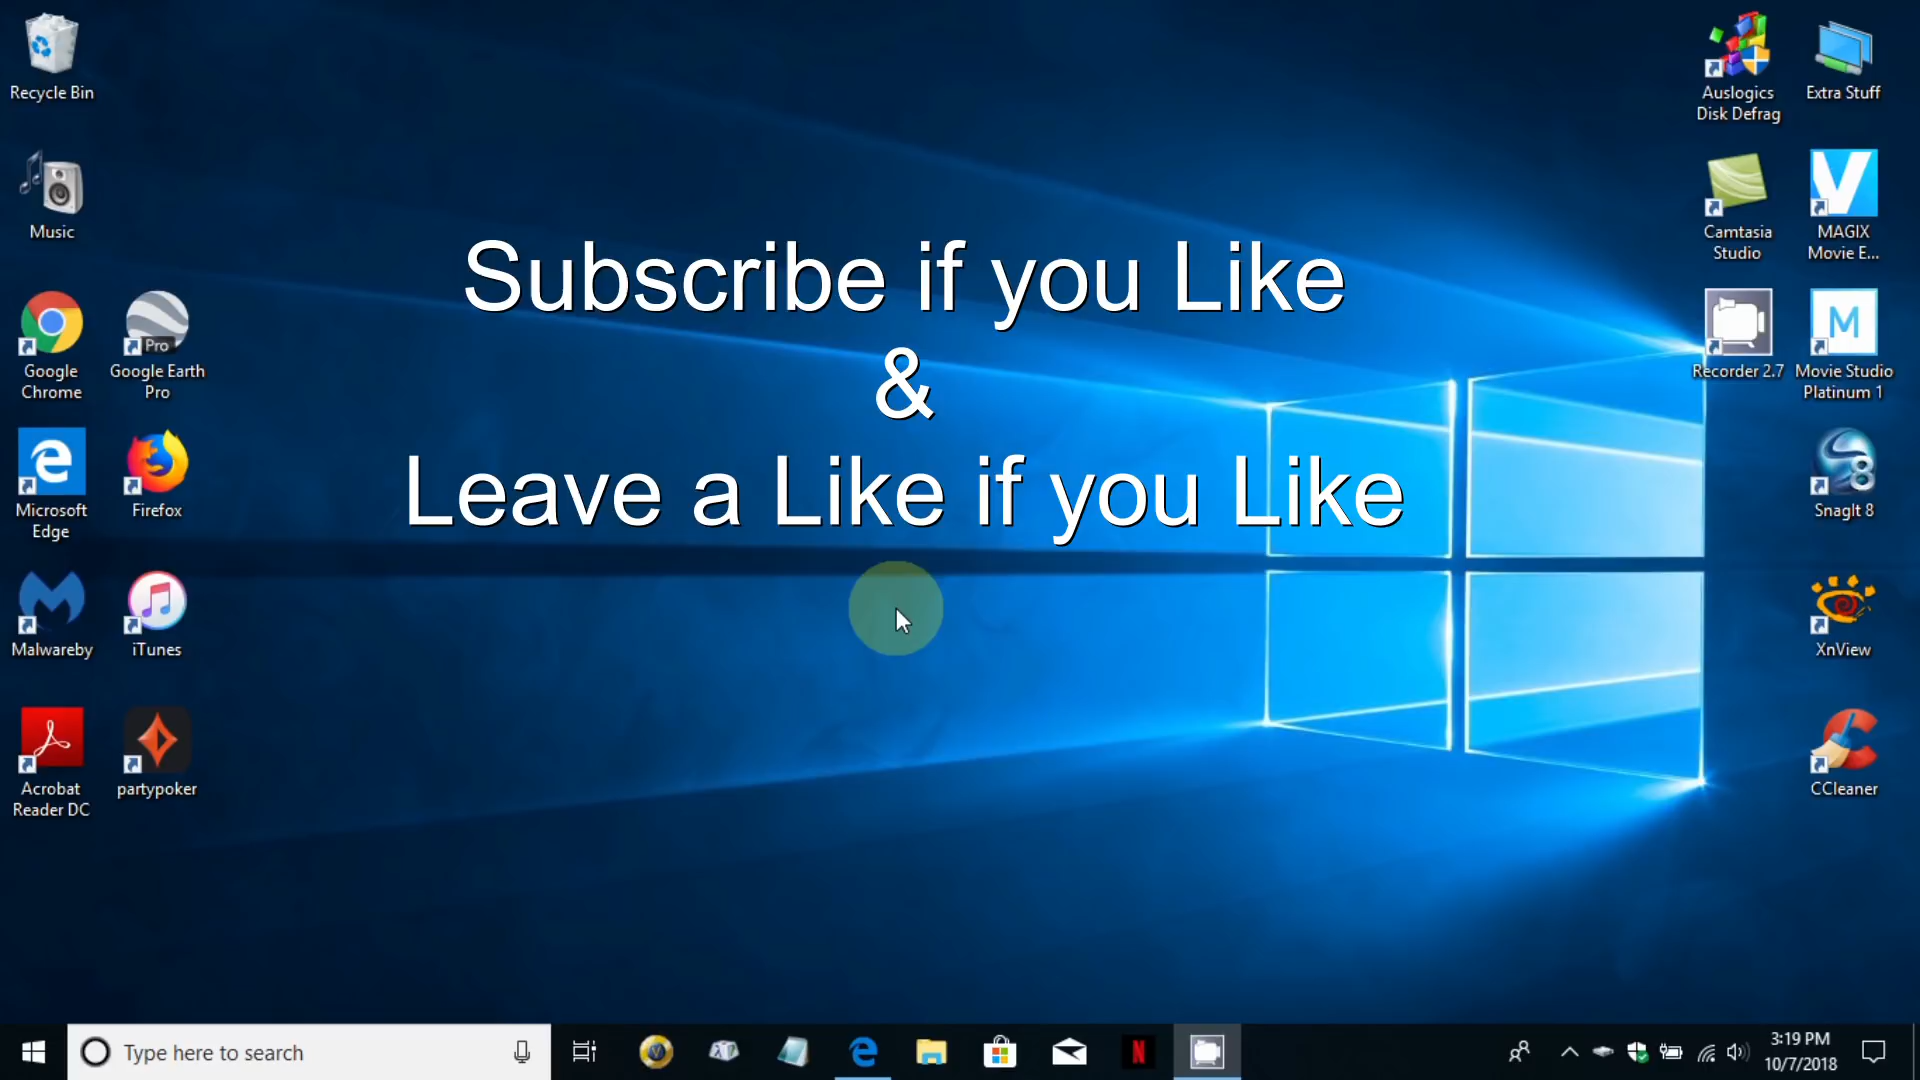 Recycle Bin
Music
Google
Chrome
Google Earth
Pro
Pro
Microsoft
Edge
Firefox
Malwareby
iTunes
Acrobat
Reader DC
partypoker
Subscribe if you Like
&
Leave a Like if you Like
Auslogics
Disk Defrag
Extra Stuff
Camtasia
Studio
MAGIX
Movie E...
Recorder 2.7
M
Movie Studio
Platinum 1
8
SnagIt 8
XnView
CCleaner
Type here to search
N
3:19 PM
10/7/2018